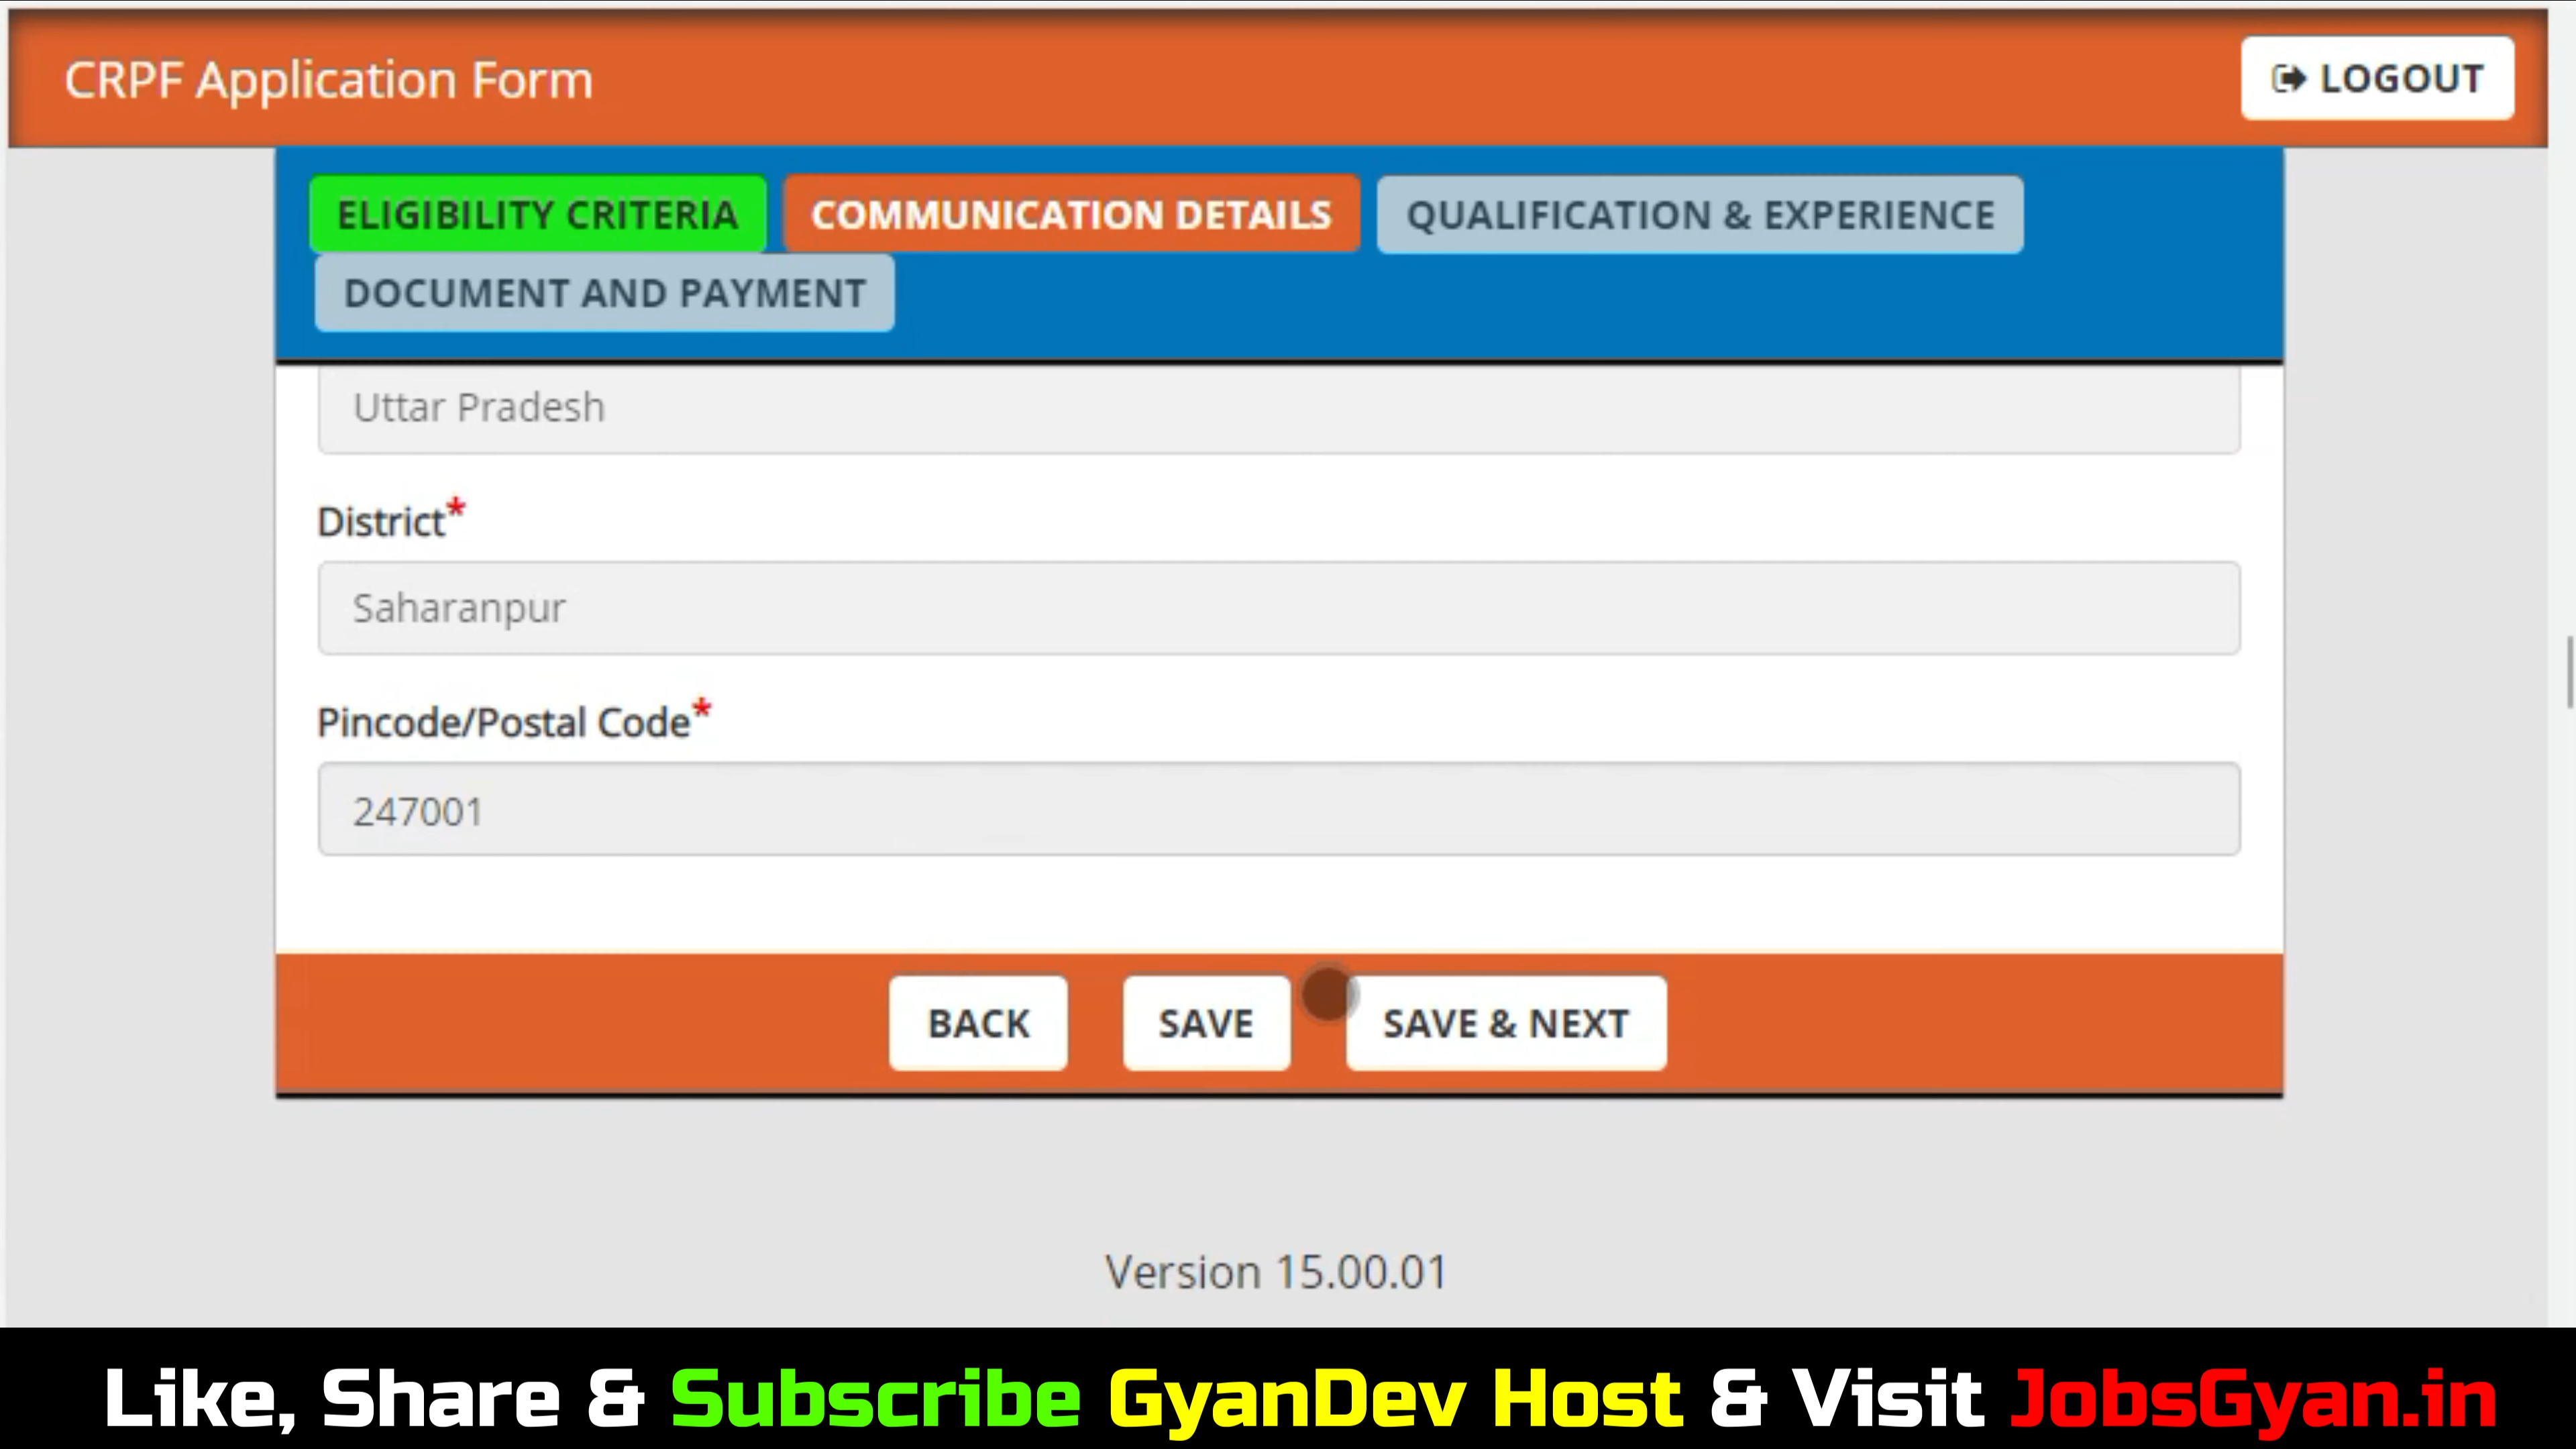 CRPF Application Form
LOGOUT
ELIGIBILITY CRITERIA COMMUNICATION DETAILS QUALIFICATION & EXPERIENCE
DOCUMENT AND PAYMENT
Uttar Pradesh
District*
Saharanpur
Pincode/Postal Code*
247001
BACK SAVE SAVE & NEXT
Version 15.00.01
Like, Share & Subscribe GyanDev Host & Visit JobsGyan.in